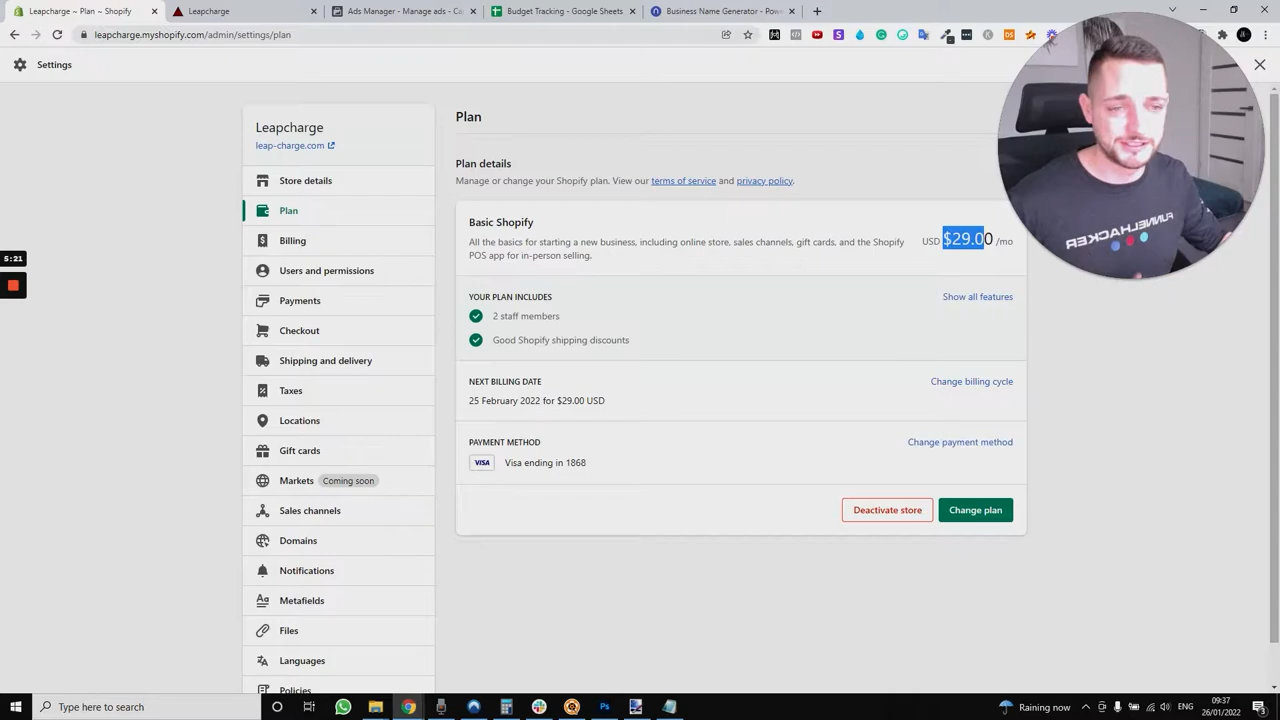 Leapcharge ~ Plan ~ Shopify
Leapcharge
Ads Manager - Manage ads - Ca
Budget Tracking - Google Sheets
Business Name Generator - Pow
leapcharge.myshopify.com/admin/settings/plan
Settings
Leapcharge
leap-charge.com
Store details
Plan
Billing
Users and permissions
Payments
Checkout
Shipping and delivery
Taxes
Locations
Gift cards
Markets Coming soon
Sales channels
Domains
Notifications
Metafields
Files
Languages
Policies
Plan
Plan details
Manage or change your Shopify plan. View our terms of service and privacy policy.
Basic Shopify
All the basics for starting a new business, including online store, sales channels, gift cards, and the Shopify
POS app for in-person selling.
USD $29.00 /mo
YOUR PLAN INCLUDES
Show all features
2 staff members
Good Shopify shipping discounts
NEXT BILLING DATE
Change billing cycle
25 February 2022 for $29.00 USD
PAYMENT METHOD
Change payment method
VISA
Visa ending in 1868
Deactivate store
Change plan
FUNNELHACKER
5:21
Type here to search
Raining now
ENG
09:37
26/01/2022